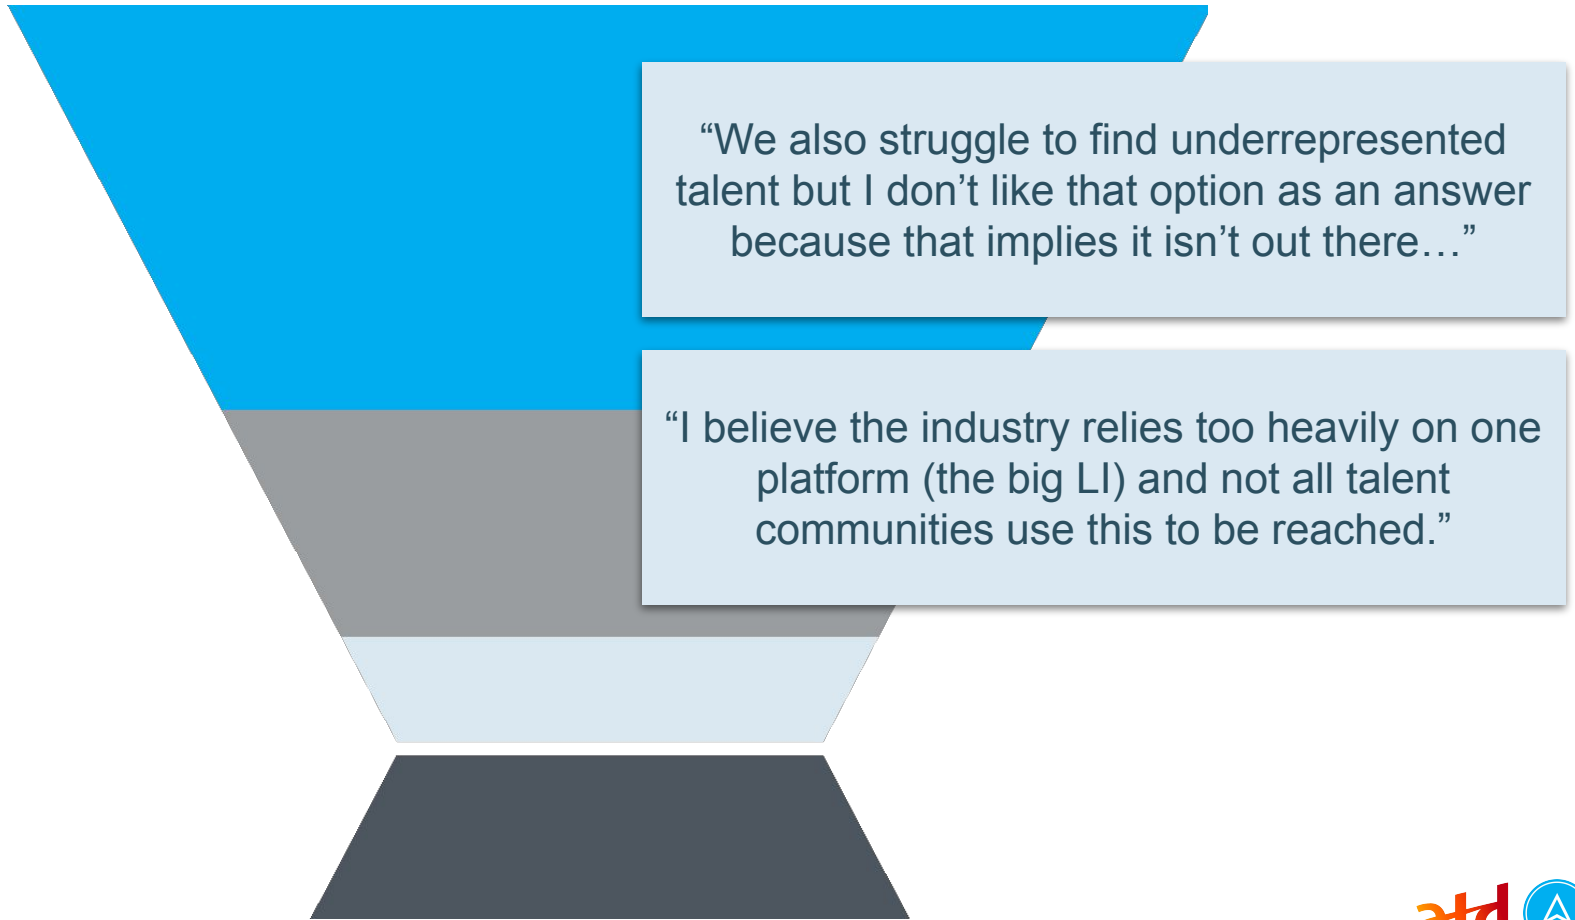 “We also struggle to find underrepresented
talent but I don’t like that option as an answer
because that implies it isn’t out there…”
“I believe the industry relies too heavily on one
platform (the big LI) and not all talent
communities use this to be reached.”
atd